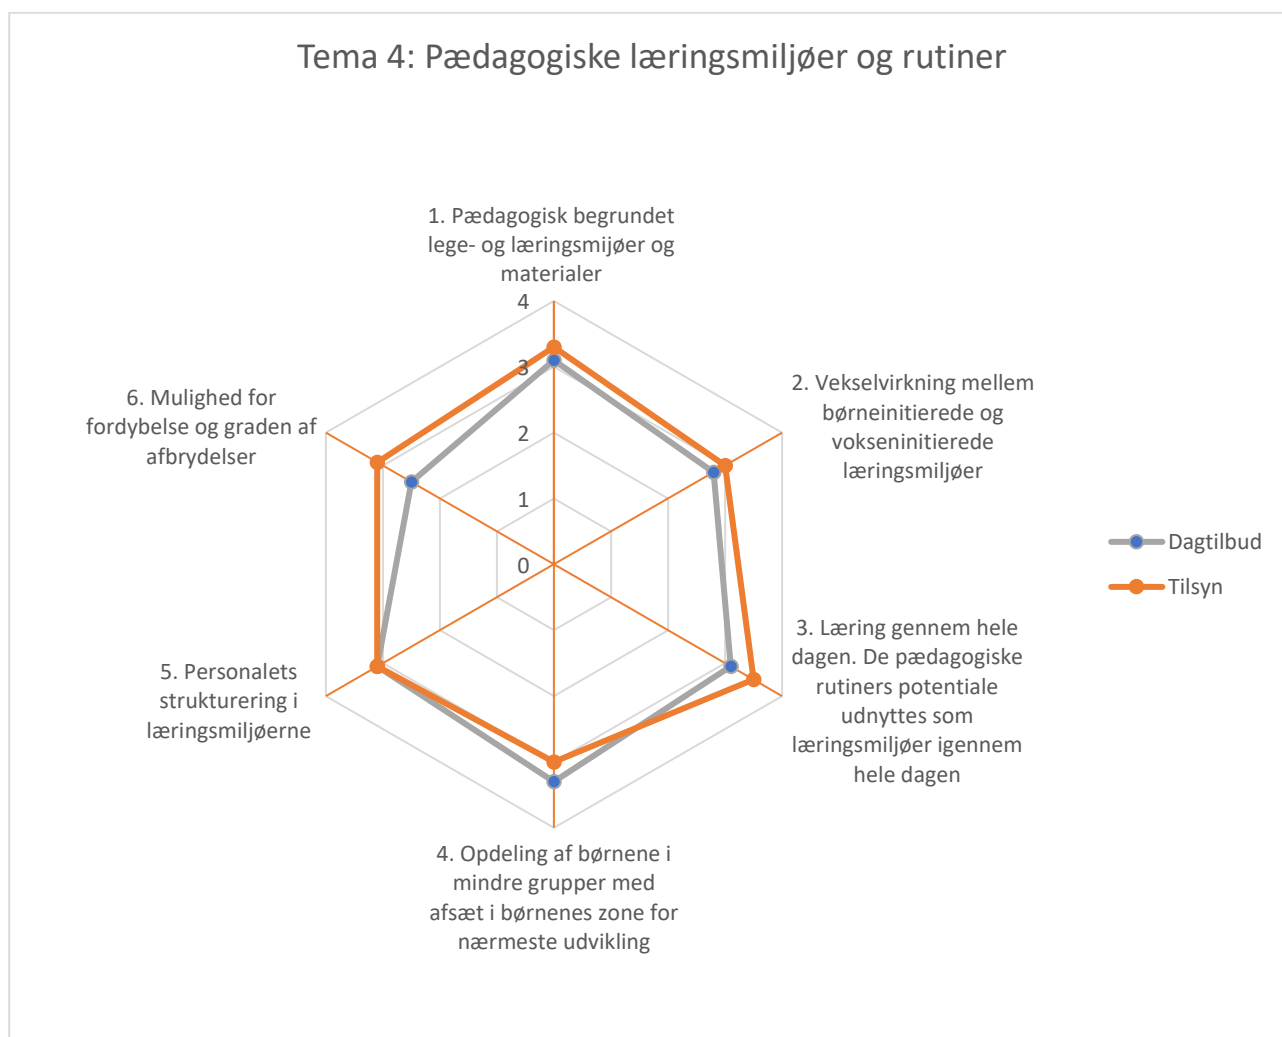 Tema 4: Pædagogiske læringsmiljøer og rutiner
1. Pædagogisk begrundet
lege- og læringsmijøer og
materialer
2. Vekselvirkning mellem
børneinitierede og
vokseninitierede
læringsmiljøer
3. Læring gennem hele
dagen. De pædagogiske
rutiners potentiale
udnyttes som
læringsmiljøer igennem
hele dagen
4. Opdeling af børnene i
mindre grupper med
afsæt i børnenes zone for
nærmeste udvikling
5. Personalets
strukturering i
læringsmiljøerne
6. Mulighed for
fordybelse og graden af
afbrydelser
4
3
2
1
0
Dagtilbud
Tilsyn